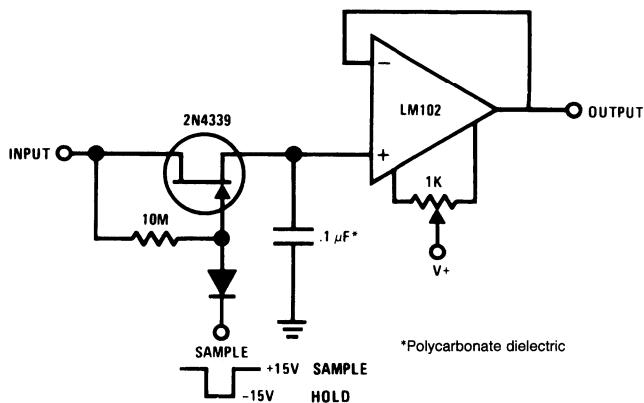 2N4339
LM102
−
+
OUTPUT
INPUT
10M
.1 μF*
1K
V+
SAMPLE
+15V SAMPLE
−15V HOLD
*Polycarbonate dielectric